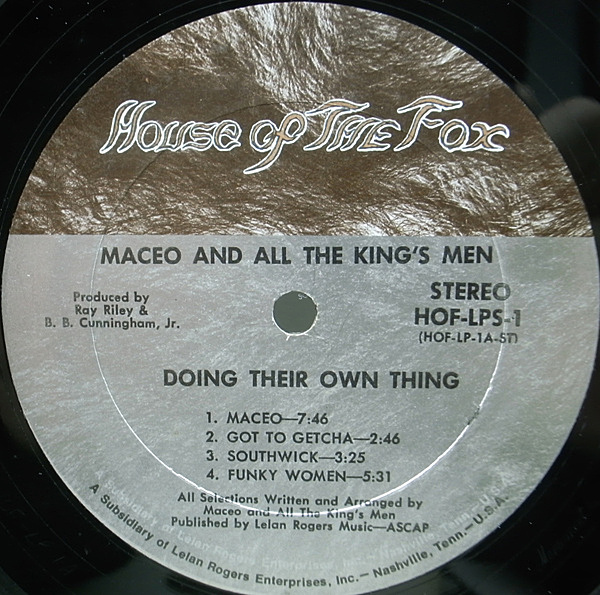 House of The Fox
MACEO AND ALL THE KING'S MEN
Produced by
Ray Riley &
B. B. Cunningham, Jr.
STEREO
HOF-LPS-1
(HOF-LP-1A-ST)
DOING THEIR OWN THING
1. MACEO—7:46
2. GOT TO GETCHA—2:46
3. SOUTHWICK—3:25
4. FUNKY WOMEN—5:31
All Selections Written and Arranged by
Maceo and All The King's Men
Published by Lelan Rogers Music—ASCAP
A Subsidiary of Lelan Rogers Enterprises, Inc.— Nashville, Tenn.— U.S.A.